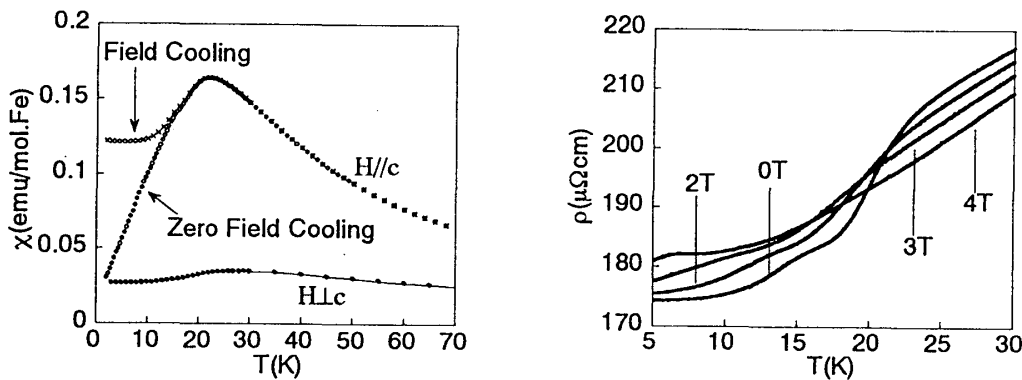 χ(emu/mol.Fe)
0.2
0.15
0.1
0.05
0
Field Cooling
H//c
Zero Field Cooling
H⊥c
0 10 20 30 40 50 60 70
T(K)
ρ(μΩcm)
220
210
200
190
180
170
2T
0T
4T
3T
5 10 15 20 25 30
T(K)